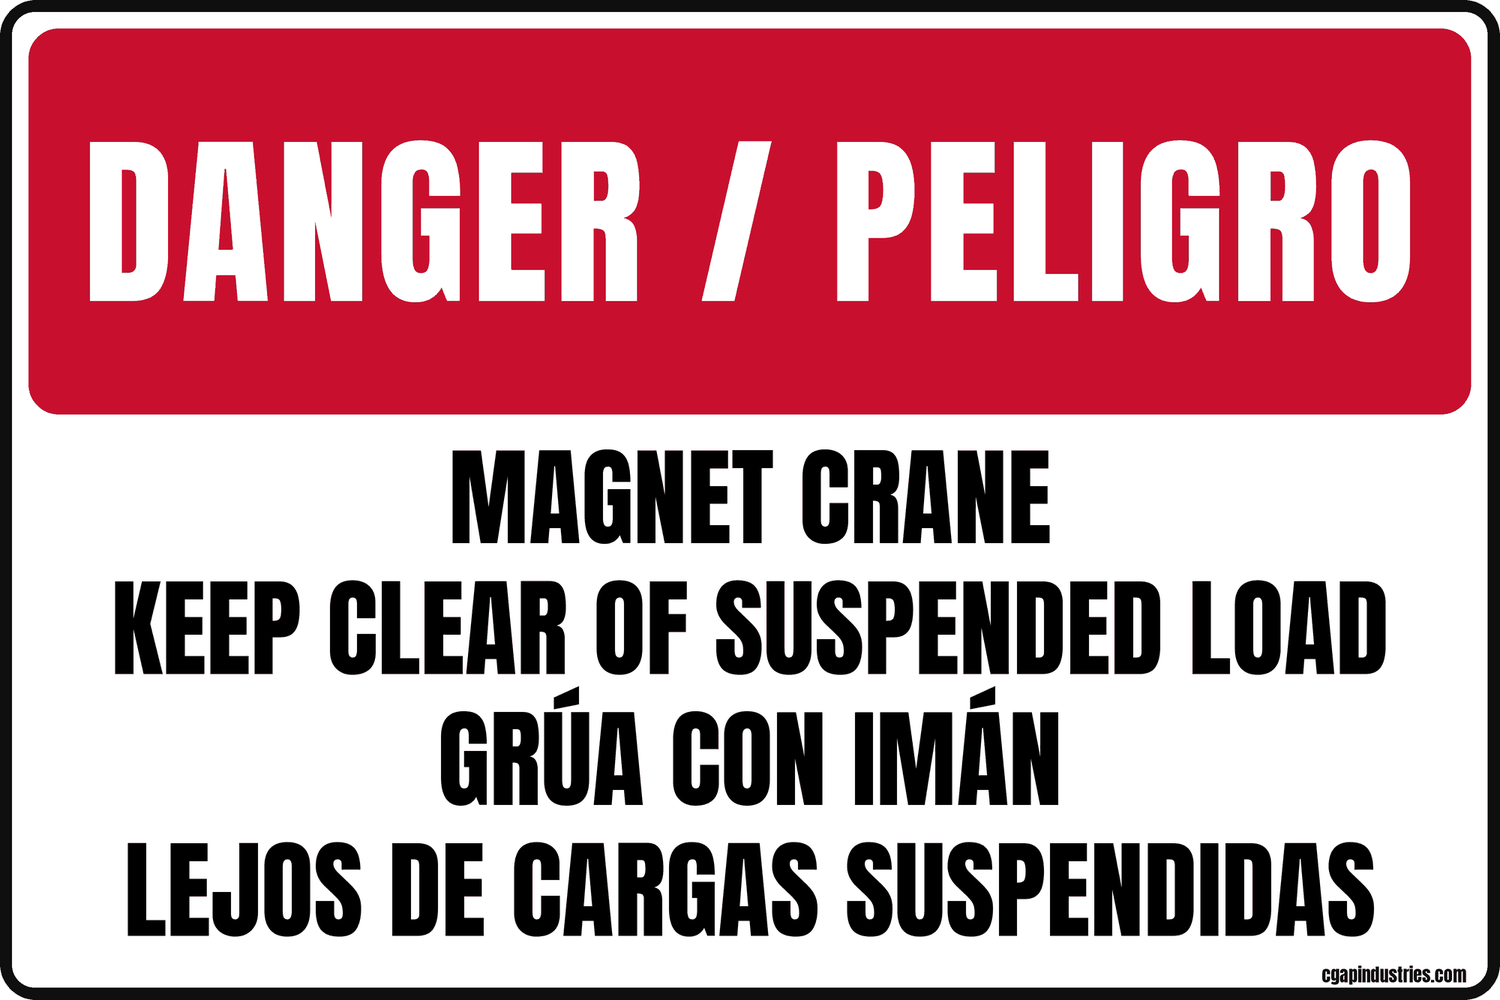 DANGER / PELIGRO
MAGNET CRANE
KEEP CLEAR OF SUSPENDED LOAD
GRÚA CON IMÁN
LEJOS DE CARGAS SUSPENDIDAS
cgapindustries.com